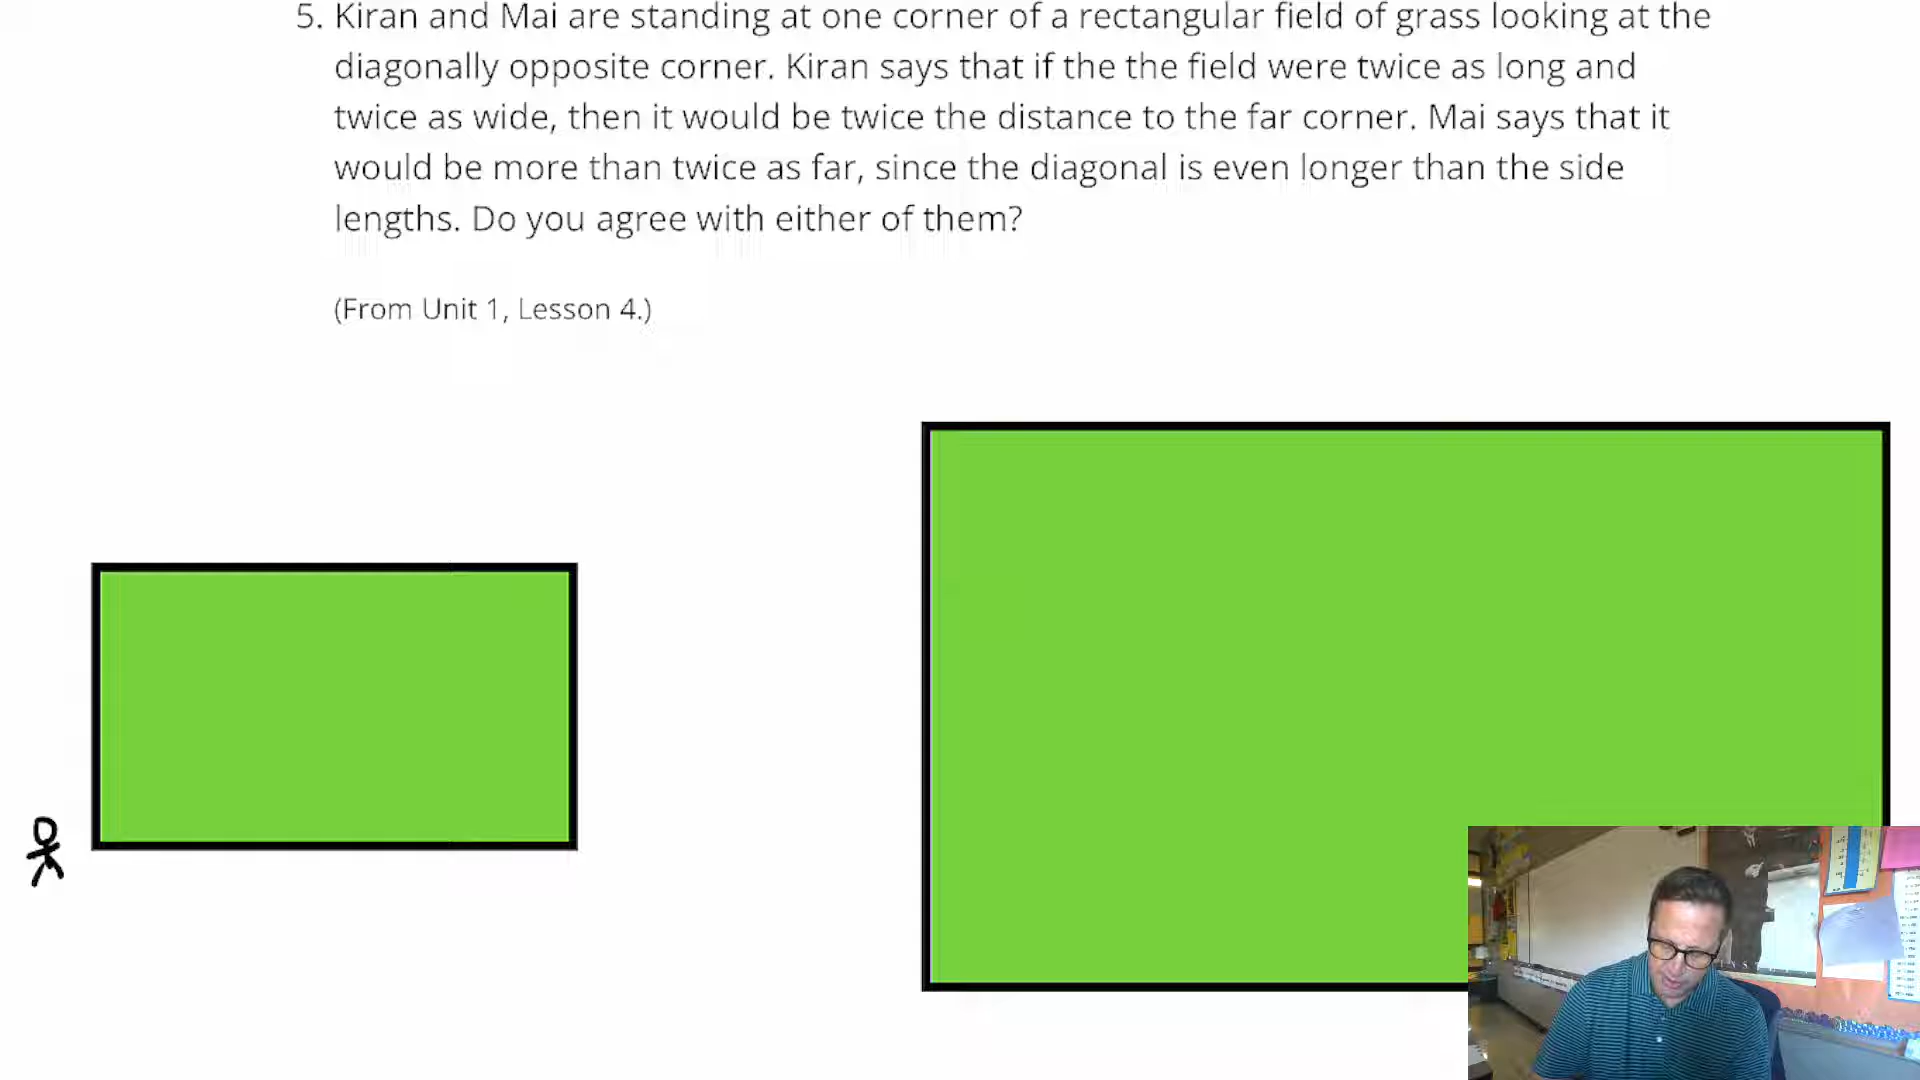 5. Kiran and Mai are standing at one corner of a rectangular field of grass looking at the
diagonally opposite corner. Kiran says that if the the field were twice as long and
twice as wide, then it would be twice the distance to the far corner. Mai says that it
would be more than twice as far, since the diagonal is even longer than the side
lengths. Do you agree with either of them?
(From Unit 1, Lesson 4.)